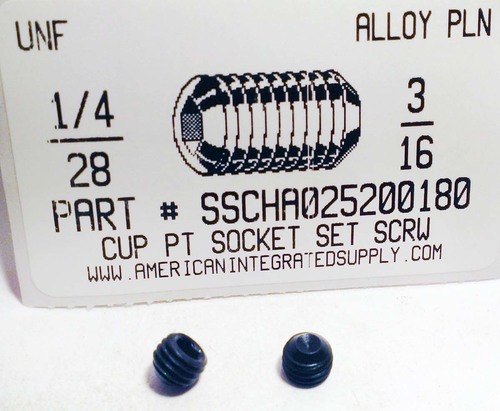 UNF ALLOY PLN
1/4 3
28 16
PART # SSCHA025200180
CUP PT SOCKET SET SCRW
WWW.AMERICANINTEGRATEDSUPPLY.COM